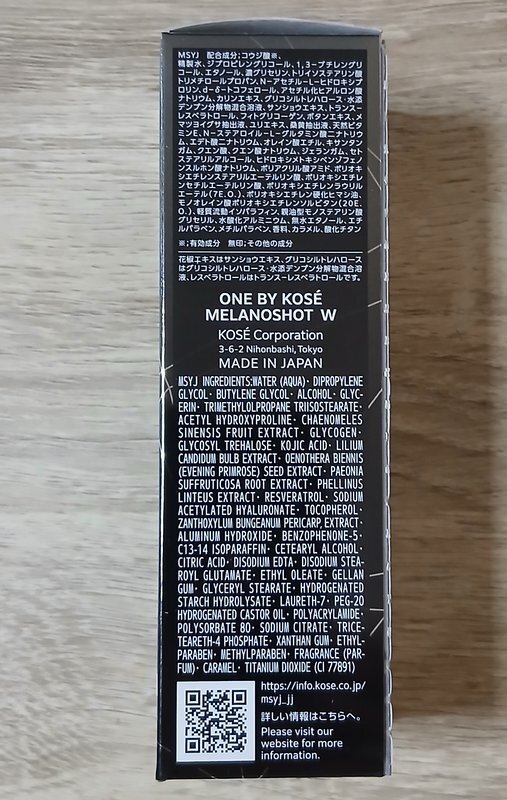 MSYJ 配合成分:コウジ酸※、
精製水、ジプロピレングリコール、1,3-ブチレングリ
コール、エタノール、濃グリセリン、トリイソステアリン酸
トリメチロールプロパン、N-アセチル-L-ヒドロキシプ
ロリン、d-δ-トコフェロール、アセチル化ヒアルロン酸
ナトリウム、カリンエキス、グリコシルトレハロース・水添
デンプン分解物混合溶液、サンショウエキス、トランス-
レスベラトロール、フィトグリコーゲン、ボタンエキス、メ
マツヨイグサ抽出液、ユリエキス、桑黄抽出液、天然ビタ
ミンE、N-ステアロイル-L-グルタミン酸二ナトリウ
ム、エデト酸二ナトリウム、オレイン酸エチル、キサンタン
ガム、クエン酸、クエン酸ナトリウム、ジェランガム、セト
ステアリルアルコール、ヒドロキシメトキシベンゾフェノ
ンスルホン酸ナトリウム、ポリアクリル酸アミド、ポリオキ
シエチレンステアリルエーテルリン酸、ポリオキシエチレ
ンセチルエーテルリン酸、ポリオキシエチレンラウリル
エーテル(7E.O.)、ポリオキシエチレン硬化ヒマシ油、
モノオレイン酸ポリオキシエチレンソルビタン(20E.
O.)、軽質流動イソパラフィン、親油型モノステアリン酸
グリセリル、水酸化アルミニウム、無水エタノール、エチ
ルパラベン、メチルパラベン、香料、カラメル、酸化チタン
※;有効成分 無印;その他の成分
花椒エキスはサンショウエキス、グリコシルトレハロース
はグリコシルトレハロース・水添デンプン分解物混合溶
液、レスベラトロールはトランス-レスベラトロールです。
ONE BY KOSÉ
MELANOSHOT W
KOSÉ Corporation
3-6-2 Nihonbashi, Tokyo
MADE IN JAPAN
MSYJ INGREDIENTS:WATER (AQUA)・DIPROPYLENE
GLYCOL・BUTYLENE GLYCOL・ALCOHOL・GLYC-
ERIN・TRIMETHYLOLPROPANE TRIISOSTEARATE・
ACETYL HYDROXYPROLINE・CHAENOMELES
SINENSIS FRUIT EXTRACT・GLYCOGEN・
GLYCOSYL TREHALOSE・KOJIC ACID・LILIUM
CANDIDUM BULB EXTRACT・OENOTHERA BIENNIS
(EVENING PRIMROSE) SEED EXTRACT・PAEONIA
SUFFRUTICOSA ROOT EXTRACT・PHELLINUS
LINTEUS EXTRACT・RESVERATROL・SODIUM
ACETYLATED HYALURONATE・TOCOPHEROL・
ZANTHOXYLUM BUNGEANUM PERICARP EXTRACT・
ALUMINUM HYDROXIDE・BENZOPHENONE-5・
C13-14 ISOPARAFFIN・CETEARYL ALCOHOL・
CITRIC ACID・DISODIUM EDTA・DISODIUM STEA-
ROYL GLUTAMATE・ETHYL OLEATE・GELLAN
GUM・GLYCERYL STEARATE・HYDROGENATED
STARCH HYDROLYSATE・LAURETH-7・PEG-20
HYDROGENATED CASTOR OIL・POLYACRYLAMIDE・
POLYSORBATE 80・SODIUM CITRATE・TRICE-
TEARETH-4 PHOSPHATE・XANTHAN GUM・ETHYL-
PARABEN・METHYLPARABEN・FRAGRANCE (PAR-
FUM)・CARAMEL・TITANIUM DIOXIDE (CI 77891)
https://info.kose.co.jp/
msyj_jj
詳しい情報はこちらへ。
Please visit our
website for more
information.